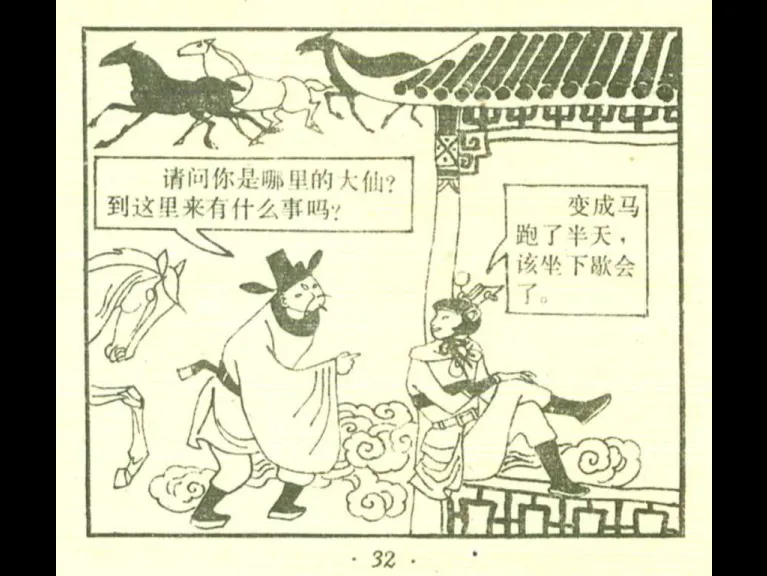 请问你是哪里的大仙？
到这里来有什么事吗？
变成马
跑了半天，
该坐下歇会
了。
· 32 ·